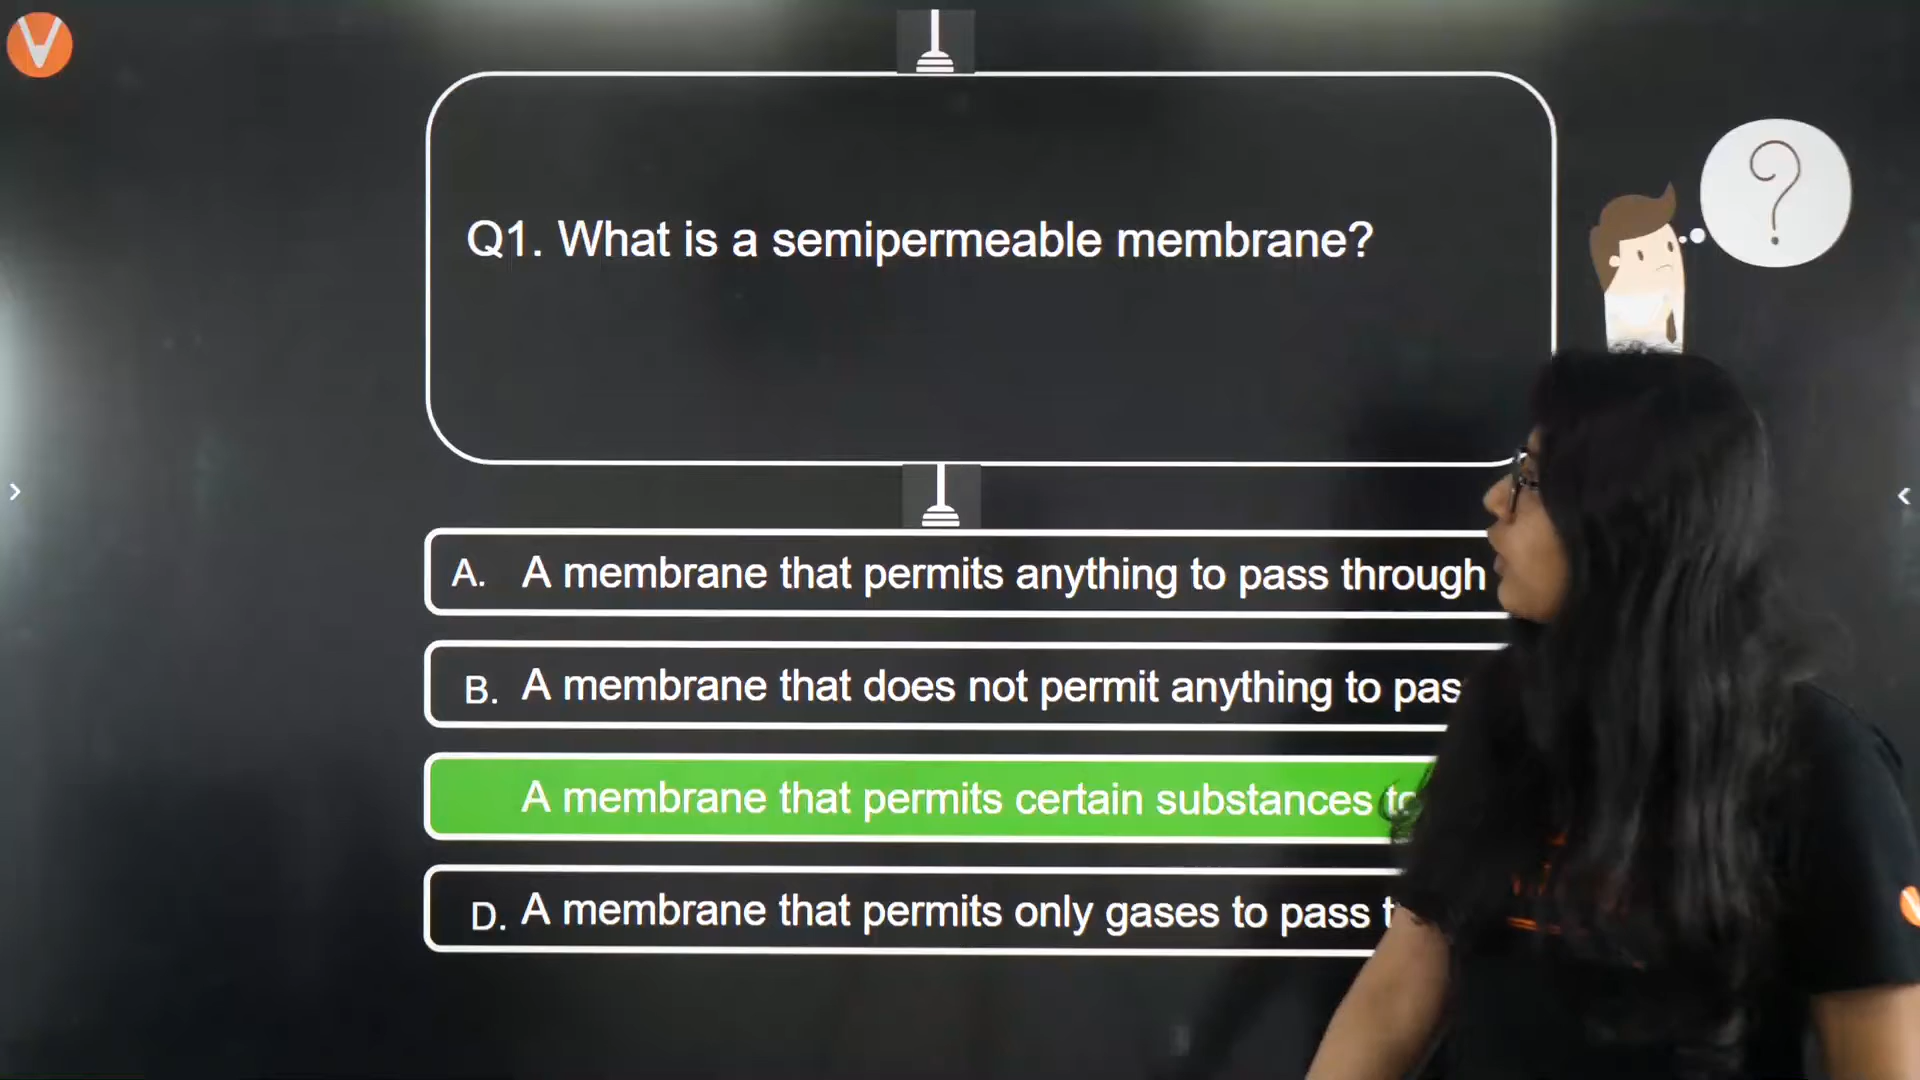 Q1. What is a semipermeable membrane?
A. A membrane that permits anything to pass through
B. A membrane that does not permit anything to pas
A membrane that permits certain substances to
D. A membrane that permits only gases to pass t